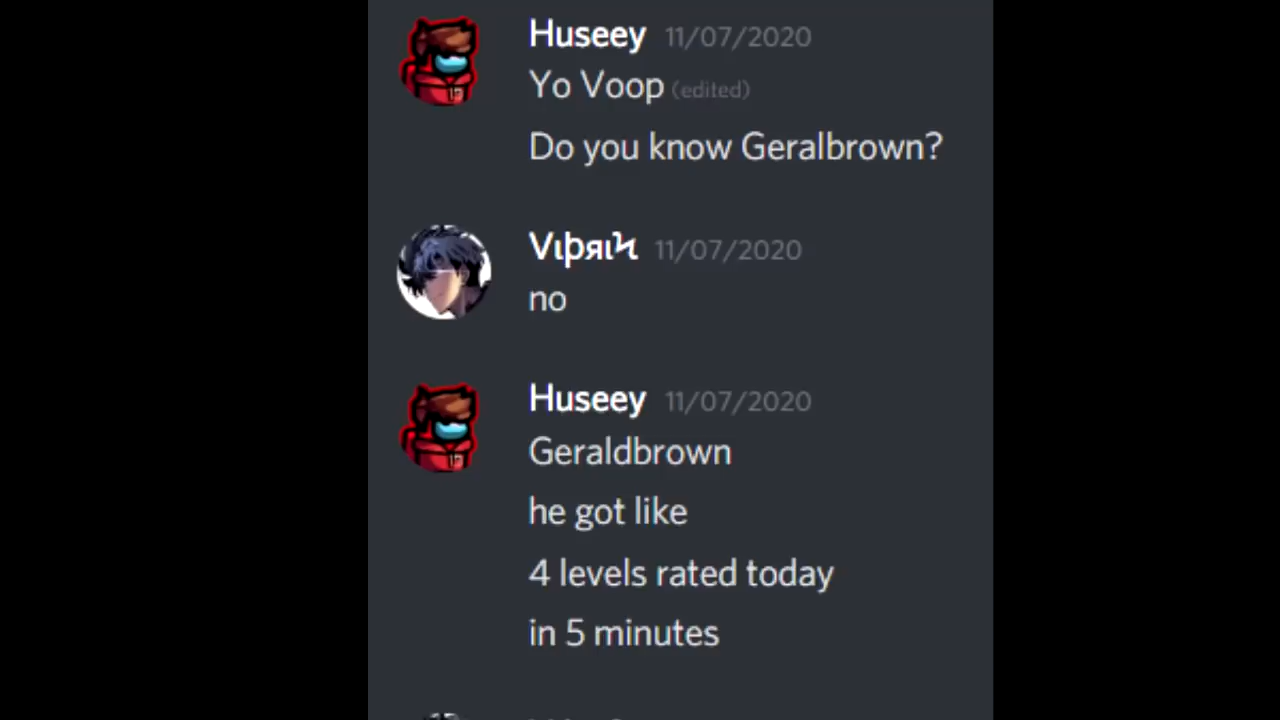 Huseey 11/07/2020
Yo Voop (edited)
Do you know Geralbrown?
Vιþяιϟ 11/07/2020
no
Huseey 11/07/2020
Geraldbrown
he got like
4 levels rated today
in 5 minutes